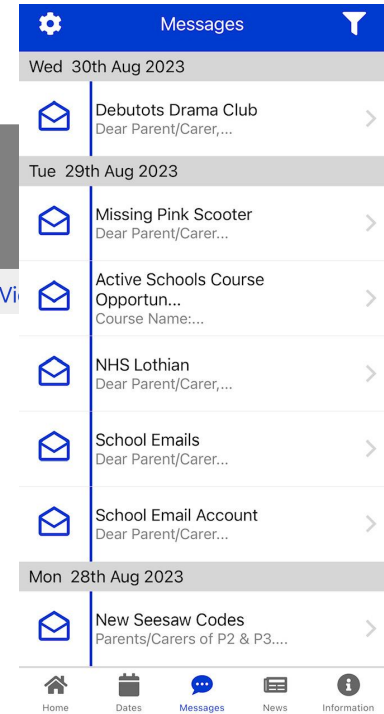 Messages
Wed 30th Aug 2023
Debutots Drama Club
Dear Parent/Carer,...
Tue 29th Aug 2023
Missing Pink Scooter
Dear Parent/Carer...
Active Schools Course
Opportun...
Course Name:...
Vi
NHS Lothian
Dear Parent/Carer,...
School Emails
Dear Parent/Carer...
School Email Account
Dear Parent/Carer...
Mon 28th Aug 2023
New Seesaw Codes
Parents/Carers of P2 & P3....
Home Dates Messages News Information